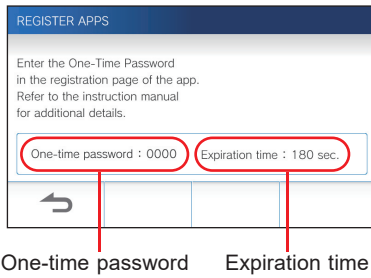 REGISTER APPS
Enter the One-Time Password
in the registration page of the app.
Refer to the instruction manual
for additional details.
One-time password : 0000 Expiration time : 180 sec.
One-time password Expiration time